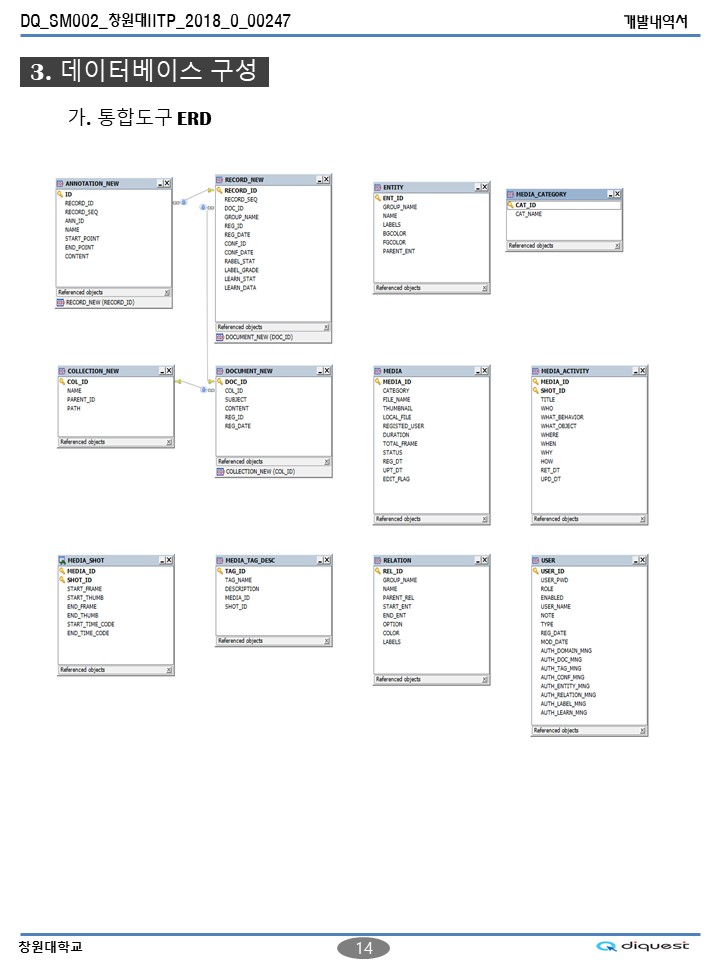 DQ_SM002_창원대IITP_2018_0_00247
개발내역서
3. 데이터베이스 구성
가. 통합도구 ERD
ANNOTATION_NEW
ID
RECORD_ID
RECORD_SEQ
ANN_ID
NAME
START_POINT
END_POINT
CONTENT
Referenced objects
RECORD_NEW (RECORD_ID)
RECORD_NEW
RECORD_ID
RECORD_SEQ
DOC_ID
GROUP_NAME
REG_ID
REG_DATE
CONF_ID
CONF_DATE
RABEL_STAT
LABEL_GRADE
LEARN_STAT
LEARN_DATA
Referenced objects
DOCUMENT_NEW (DOC_ID)
ENTITY
ENT_ID
GROUP_NAME
NAME
LABELS
BGCOLOR
FGCOLOR
PARENT_ENT
Referenced objects
MEDIA_CATEGORY
CAT_ID
CAT_NAME
Referenced objects
COLLECTION_NEW
COL_ID
NAME
PARENT_ID
PATH
Referenced objects
DOCUMENT_NEW
DOC_ID
COL_ID
SUBJECT
CONTENT
REG_ID
REG_DATE
Referenced objects
COLLECTION_NEW (COL_ID)
MEDIA
MEDIA_ID
CATEGORY
FILE_NAME
THUMBNAIL
LOCAL_FILE
REGISTED_USER
DURATION
TOTAL_FRAME
STATUS
REG_DT
UPT_DT
EDIT_FLAG
Referenced objects
MEDIA_ACTIVITY
MEDIA_ID
SHOT_ID
TITLE
WHO
WHAT_BEHAVIOR
WHAT_OBJECT
WHERE
WHEN
WHY
HOW
RET_DT
UPD_DT
Referenced objects
MEDIA_SHOT
MEDIA_ID
SHOT_ID
START_FRAME
START_THUMB
END_FRAME
END_THUMB
START_TIME_CODE
END_TIME_CODE
Referenced objects
MEDIA_TAG_DESC
TAG_ID
TAG_NAME
DESCRIPTION
MEDIA_ID
SHOT_ID
Referenced objects
RELATION
REL_ID
GROUP_NAME
NAME
PARENT_REL
START_ENT
END_ENT
OPTION
COLOR
LABELS
Referenced objects
USER
USER_ID
USER_PWD
ROLE
ENABLED
USER_NAME
NOTE
TYPE
REG_DATE
MOD_DATE
AUTH_DOMAIN_MNG
AUTH_DOC_MNG
AUTH_TAG_MNG
AUTH_CONF_MNG
AUTH_ENTITY_MNG
AUTH_RELATION_MNG
AUTH_LABEL_MNG
AUTH_LEARN_MNG
Referenced objects
창원대학교
14
diquest